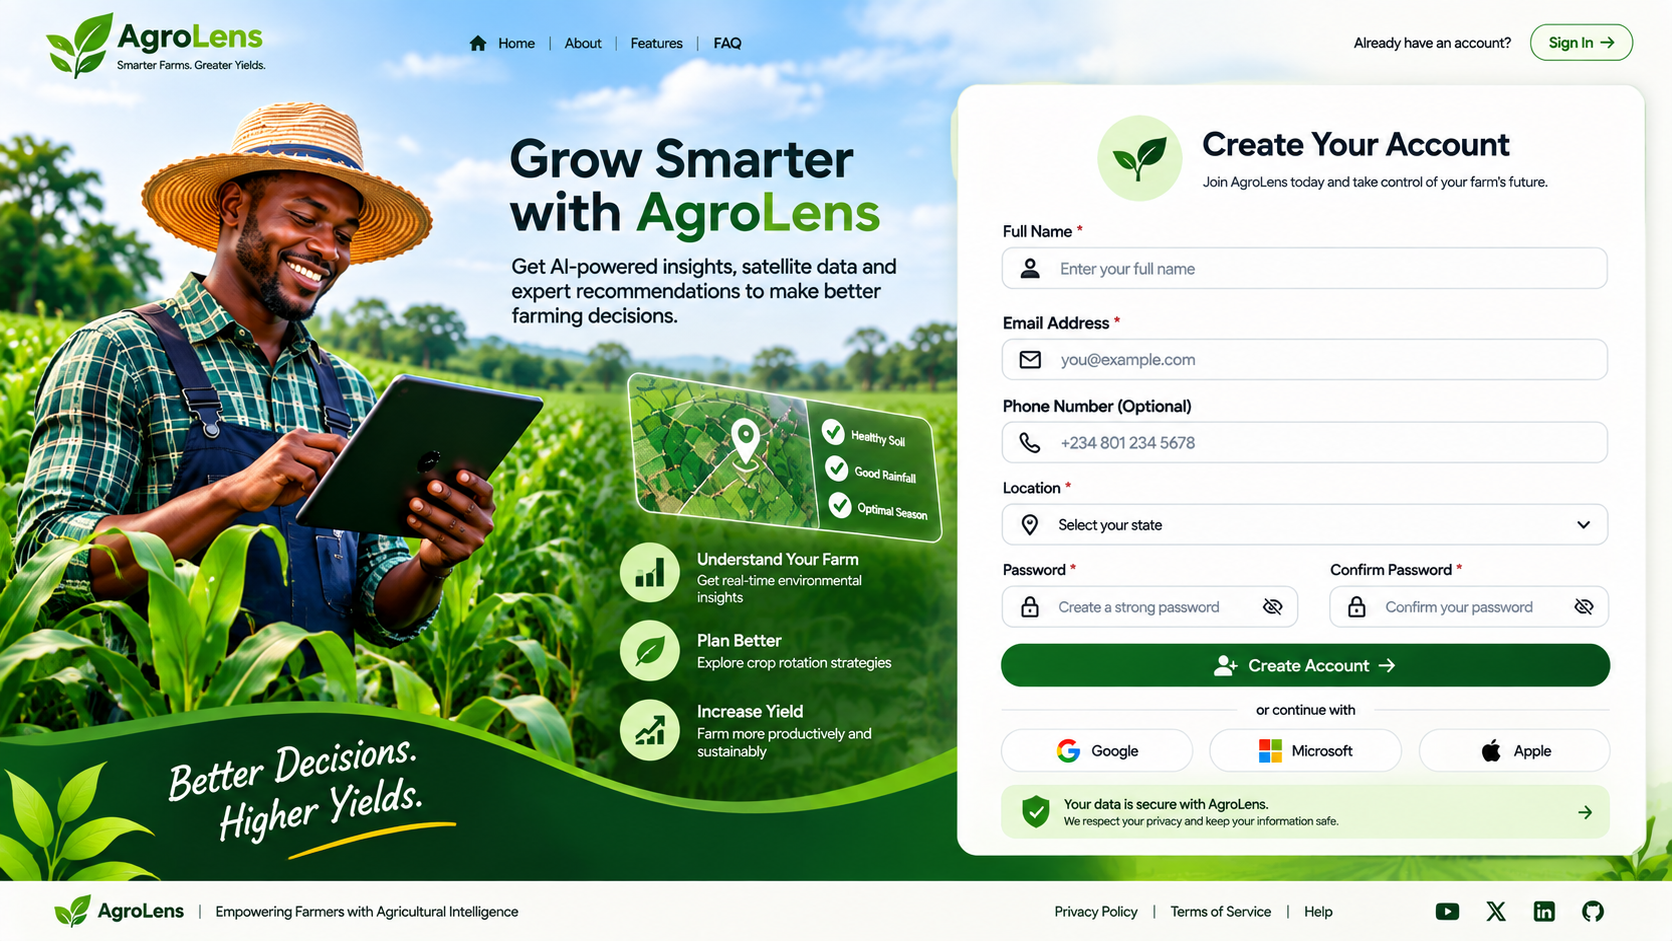 AgroLens
Smarter Farms. Greater Yields.
Home | About | Features | FAQ
Already have an account?
Sign In →
Grow Smarter
with AgroLens
Get AI-powered insights, satellite data and
expert recommendations to make better
farming decisions.
Healthy Soil
Good Rainfall
Optimal Season
Understand Your Farm
Get real-time environmental
insights
Plan Better
Explore crop rotation strategies
Increase Yield
Farm more productively and
sustainably
Better Decisions.
Higher Yields.
Create Your Account
Join AgroLens today and take control of your farm's future.
Full Name *
Enter your full name
Email Address *
you@example.com
Phone Number (Optional)
+234 801 234 5678
Location *
Select your state
Password *
Create a strong password
Confirm Password *
Confirm your password
Create Account →
or continue with
Google
Microsoft
Apple
Your data is secure with AgroLens.
We respect your privacy and keep your information safe.
AgroLens | Empowering Farmers with Agricultural Intelligence
Privacy Policy | Terms of Service | Help